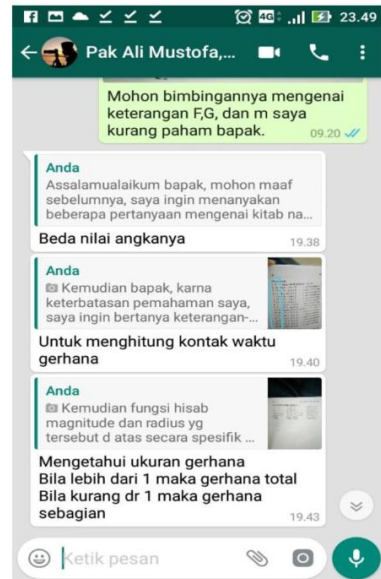 4G 23.49
Pak Ali Mustofa,...
Mohon bimbingannya mengenai
keterangan F,G, dan m saya
kurang paham bapak.
09.20
Anda
Assalamualaikum bapak, mohon maaf
sebelumnya, saya ingin menanyakan
beberapa pertanyaan mengenai kitab na...
Beda nilai angkanya
19.38
Anda
Kemudian bapak, karna
keterbatasan pemahaman saya,
saya ingin bertanya keterangan-...
Untuk menghitung kontak waktu
gerhana
19.40
Anda
Kemudian fungsi hisab
magnitude dan radius yg
tersebut d atas secara spesifik ...
Mengetahui ukuran gerhana
Bila lebih dari 1 maka gerhana total
Bila kurang dr 1 maka gerhana
sebagian
19.43
Ketik pesan